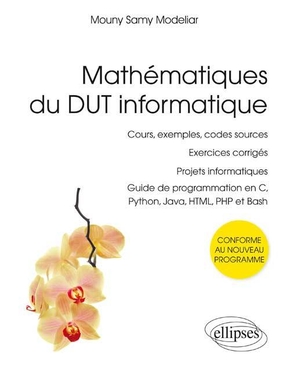 Mouny Samy Modeliar
Mathématiques
du DUT informatique
Cours, exemples, codes sources
Exercices corrigés
Projets informatiques
Guide de programmation en C,
Python, Java, HTML, PHP et Bash
CONFORME
AU NOUVEAU
PROGRAMME
ellipses